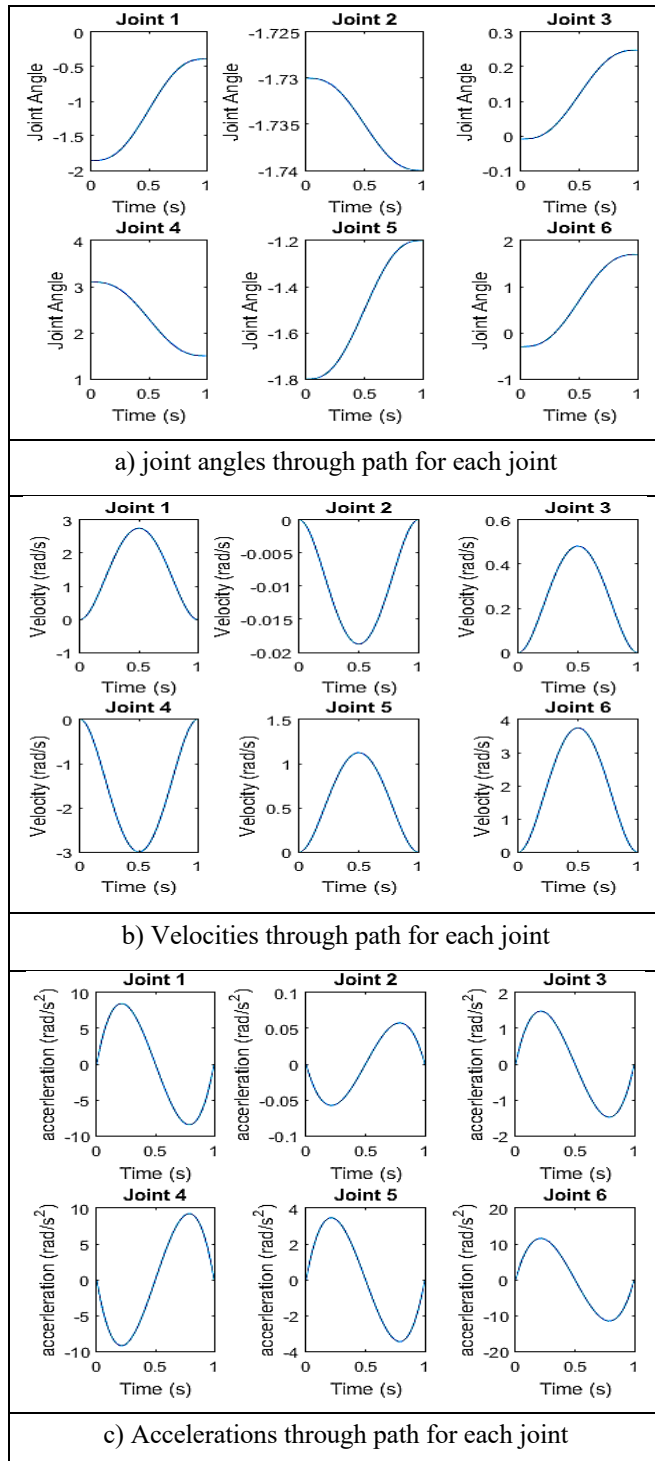 Joint 1 Joint 2 Joint 3
0 -1.725 0.3
-0.5 0.2
-1.73
-1 0.1
-1.735
-1.5 0
-2 -1.74 -0.1
Joint Angle Joint Angle Joint Angle
0 0.5 1 0 0.5 1 0 0.5 1
Time (s) Time (s) Time (s)
Joint 4 Joint 5 Joint 6
4 -1.2 2
3 -1.4 1
2 -1.6 0
1 -1.8 -1
Joint Angle Joint Angle Joint Angle
0 0.5 1 0 0.5 1 0 0.5 1
Time (s) Time (s) Time (s)
a) joint angles through path for each joint
Joint 1 Joint 2 Joint 3
3 0 0.6
2 -0.005 0.4
1 -0.01
0 -0.015 0.2
-1 -0.02 0
Velocity (rad/s) Velocity (rad/s) Velocity (rad/s)
0 0.5 1 0 0.5 1 0 0.5 1
Time (s) Time (s) Time (s)
Joint 4 Joint 5 Joint 6
0 1.5 4
-1 1 3
2
-2 0.5 1
-3 0 0
Velocity (rad/s) Velocity (rad/s) Velocity (rad/s)
0 0.5 1 0 0.5 1 0 0.5 1
Time (s) Time (s) Time (s)
b) Velocities through path for each joint
Joint 1 Joint 2 Joint 3
10 0.1 2
5 0.05 1
0 0 0
-5 -0.05 -1
-10 -0.1 -2
accerleration (rad/s²) accerleration (rad/s²) accerleration (rad/s²)
0 0.5 1 0 0.5 1 0 0.5 1
Time (s) Time (s) Time (s)
Joint 4 Joint 5 Joint 6
10 4 20
5 2 10
0 0 0
-5 -2 -10
-10 -4 -20
accerleration (rad/s²) accerleration (rad/s²) accerleration (rad/s²)
0 0.5 1 0 0.5 1 0 0.5 1
Time (s) Time (s) Time (s)
c) Accelerations through path for each joint